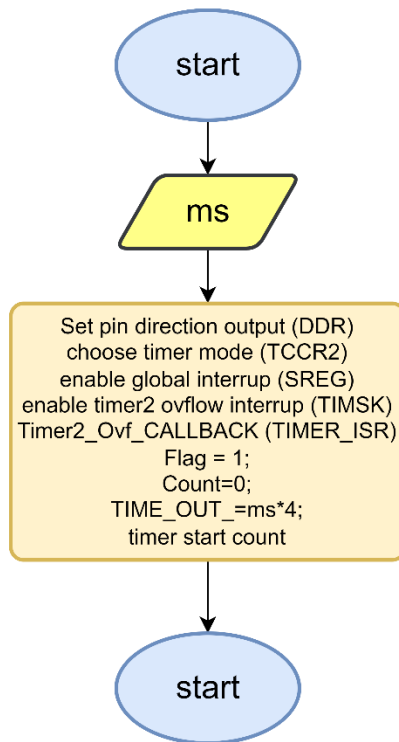 start
ms
Set pin direction output (DDR)
choose timer mode (TCCR2)
enable global interrup (SREG)
enable timer2 ovflow interrup (TIMSK)
Timer2_Ovf_CALLBACK (TIMER_ISR)
Flag = 1;
Count=0;
TIME_OUT_=ms*4;
timer start count
start